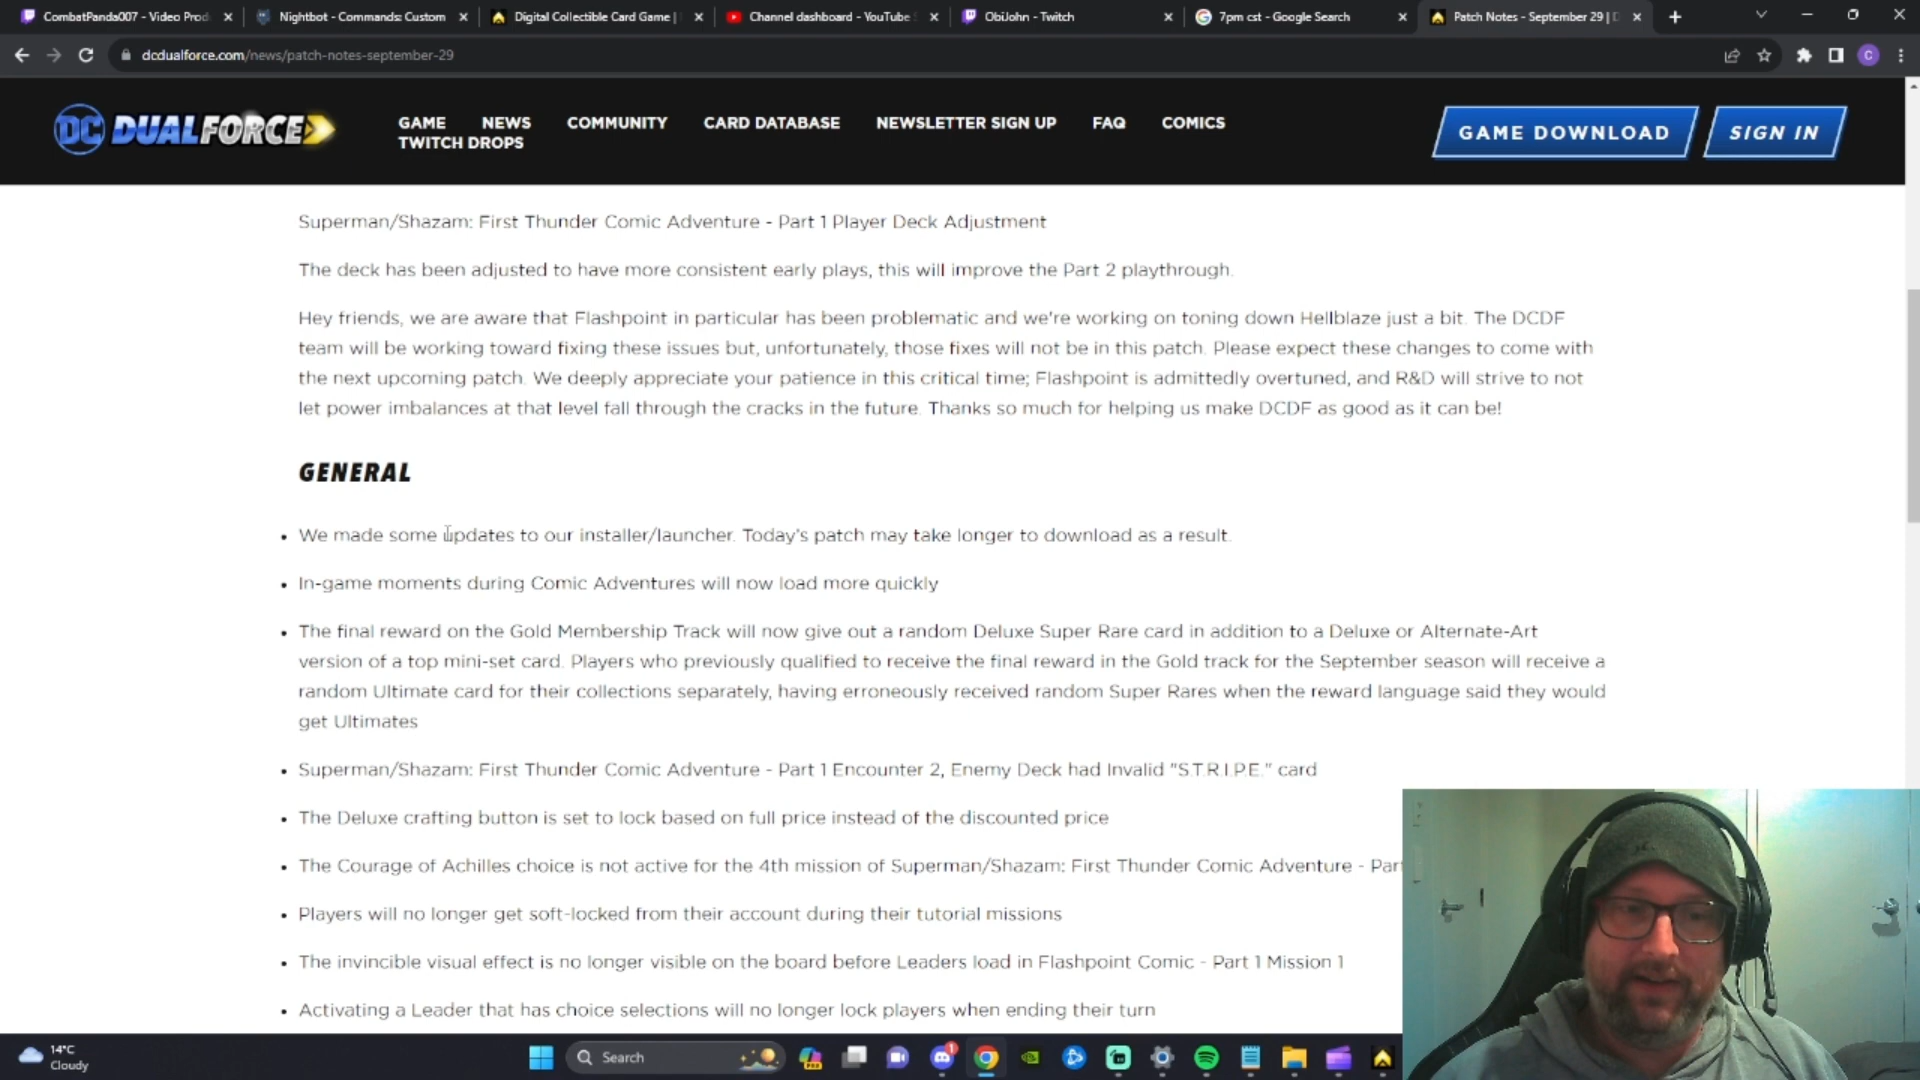 CombatPanda007 - Video Prod
Nightbot - Commands: Custom
Digital Collectible Card Game |
Channel dashboard - YouTube
ObiJohn - Twitch
7pm cst - Google Search
Patch Notes - September 29 | D
dcdualforce.com/news/patch-notes-september-29
C
DC DUALFORCE
GAME NEWS COMMUNITY CARD DATABASE NEWSLETTER SIGN UP FAQ COMICS
TWITCH DROPS
GAME DOWNLOAD
SIGN IN
Superman/Shazam: First Thunder Comic Adventure - Part 1 Player Deck Adjustment
The deck has been adjusted to have more consistent early plays, this will improve the Part 2 playthrough.
Hey friends, we are aware that Flashpoint in particular has been problematic and we're working on toning down Hellblaze just a bit. The DCDF
team will be working toward fixing these issues but, unfortunately, those fixes will not be in this patch. Please expect these changes to come with
the next upcoming patch. We deeply appreciate your patience in this critical time; Flashpoint is admittedly overtuned, and R&D will strive to not
let power imbalances at that level fall through the cracks in the future. Thanks so much for helping us make DCDF as good as it can be!
GENERAL
• We made some updates to our installer/launcher. Today's patch may take longer to download as a result.
• In-game moments during Comic Adventures will now load more quickly
• The final reward on the Gold Membership Track will now give out a random Deluxe Super Rare card in addition to a Deluxe or Alternate-Art
version of a top mini-set card. Players who previously qualified to receive the final reward in the Gold track for the September season will receive a
random Ultimate card for their collections separately, having erroneously received random Super Rares when the reward language said they would
get Ultimates
• Superman/Shazam: First Thunder Comic Adventure - Part 1 Encounter 2, Enemy Deck had Invalid "S.T.R.I.P.E." card
• The Deluxe crafting button is set to lock based on full price instead of the discounted price
• The Courage of Achilles choice is not active for the 4th mission of Superman/Shazam: First Thunder Comic Adventure - Par
• Players will no longer get soft-locked from their account during their tutorial missions
• The invincible visual effect is no longer visible on the board before Leaders load in Flashpoint Comic - Part 1 Mission 1
• Activating a Leader that has choice selections will no longer lock players when ending their turn
14°C
Cloudy
Search